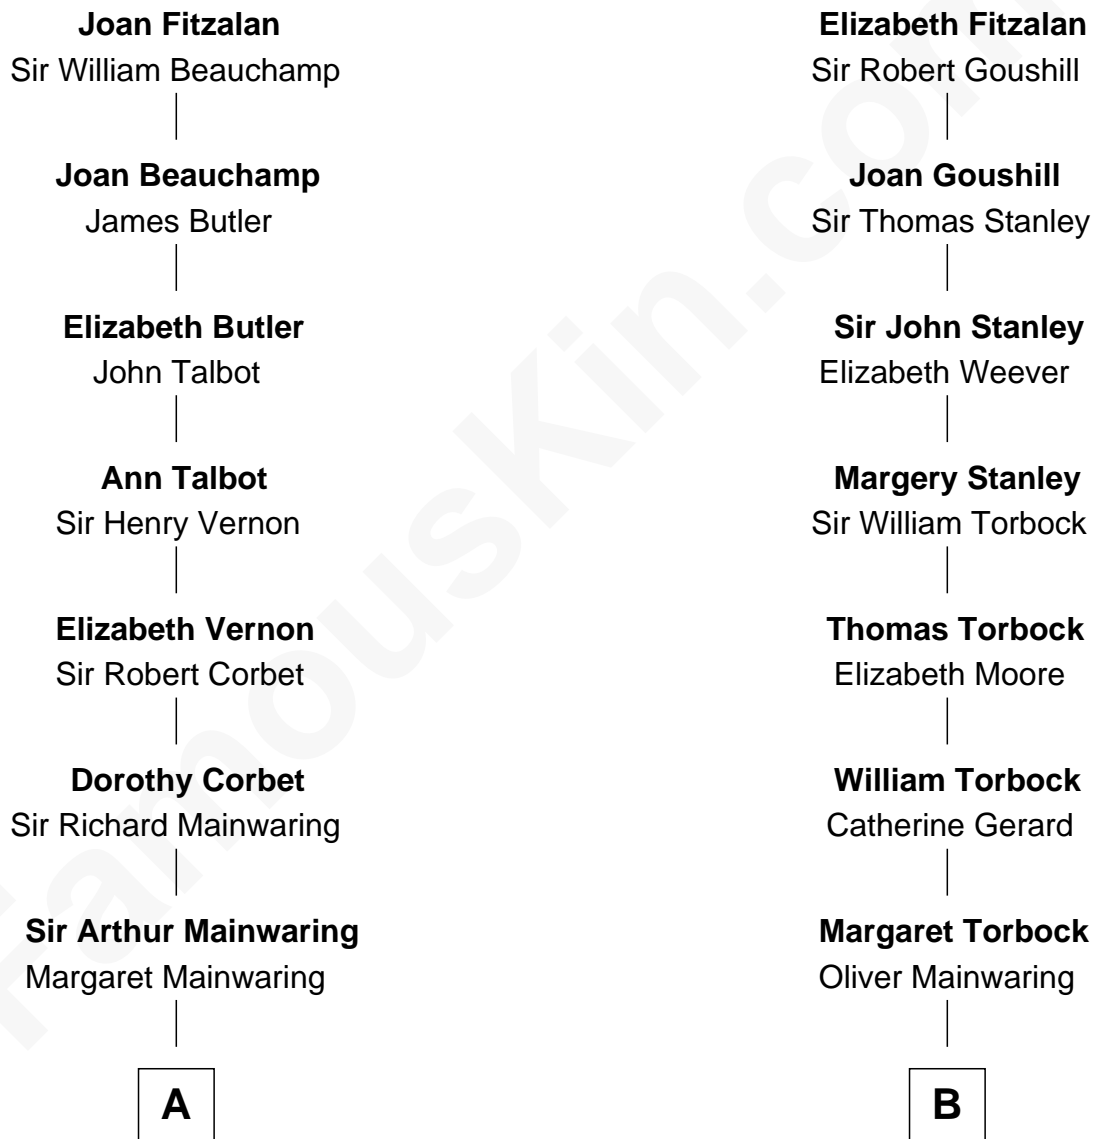 Joan Fitzalan
Sir William Beauchamp
Joan Beauchamp
James Butler
Elizabeth Butler
John Talbot
Ann Talbot
Sir Henry Vernon
Elizabeth Vernon
Sir Robert Corbet
Dorothy Corbet
Sir Richard Mainwaring
Sir Arthur Mainwaring
Margaret Mainwaring
A
Elizabeth Fitzalan
Sir Robert Goushill
Joan Goushill
Sir Thomas Stanley
Sir John Stanley
Elizabeth Weever
Margery Stanley
Sir William Torbock
Thomas Torbock
Elizabeth Moore
William Torbock
Catherine Gerard
Margaret Torbock
Oliver Mainwaring
B
FamousKin.com